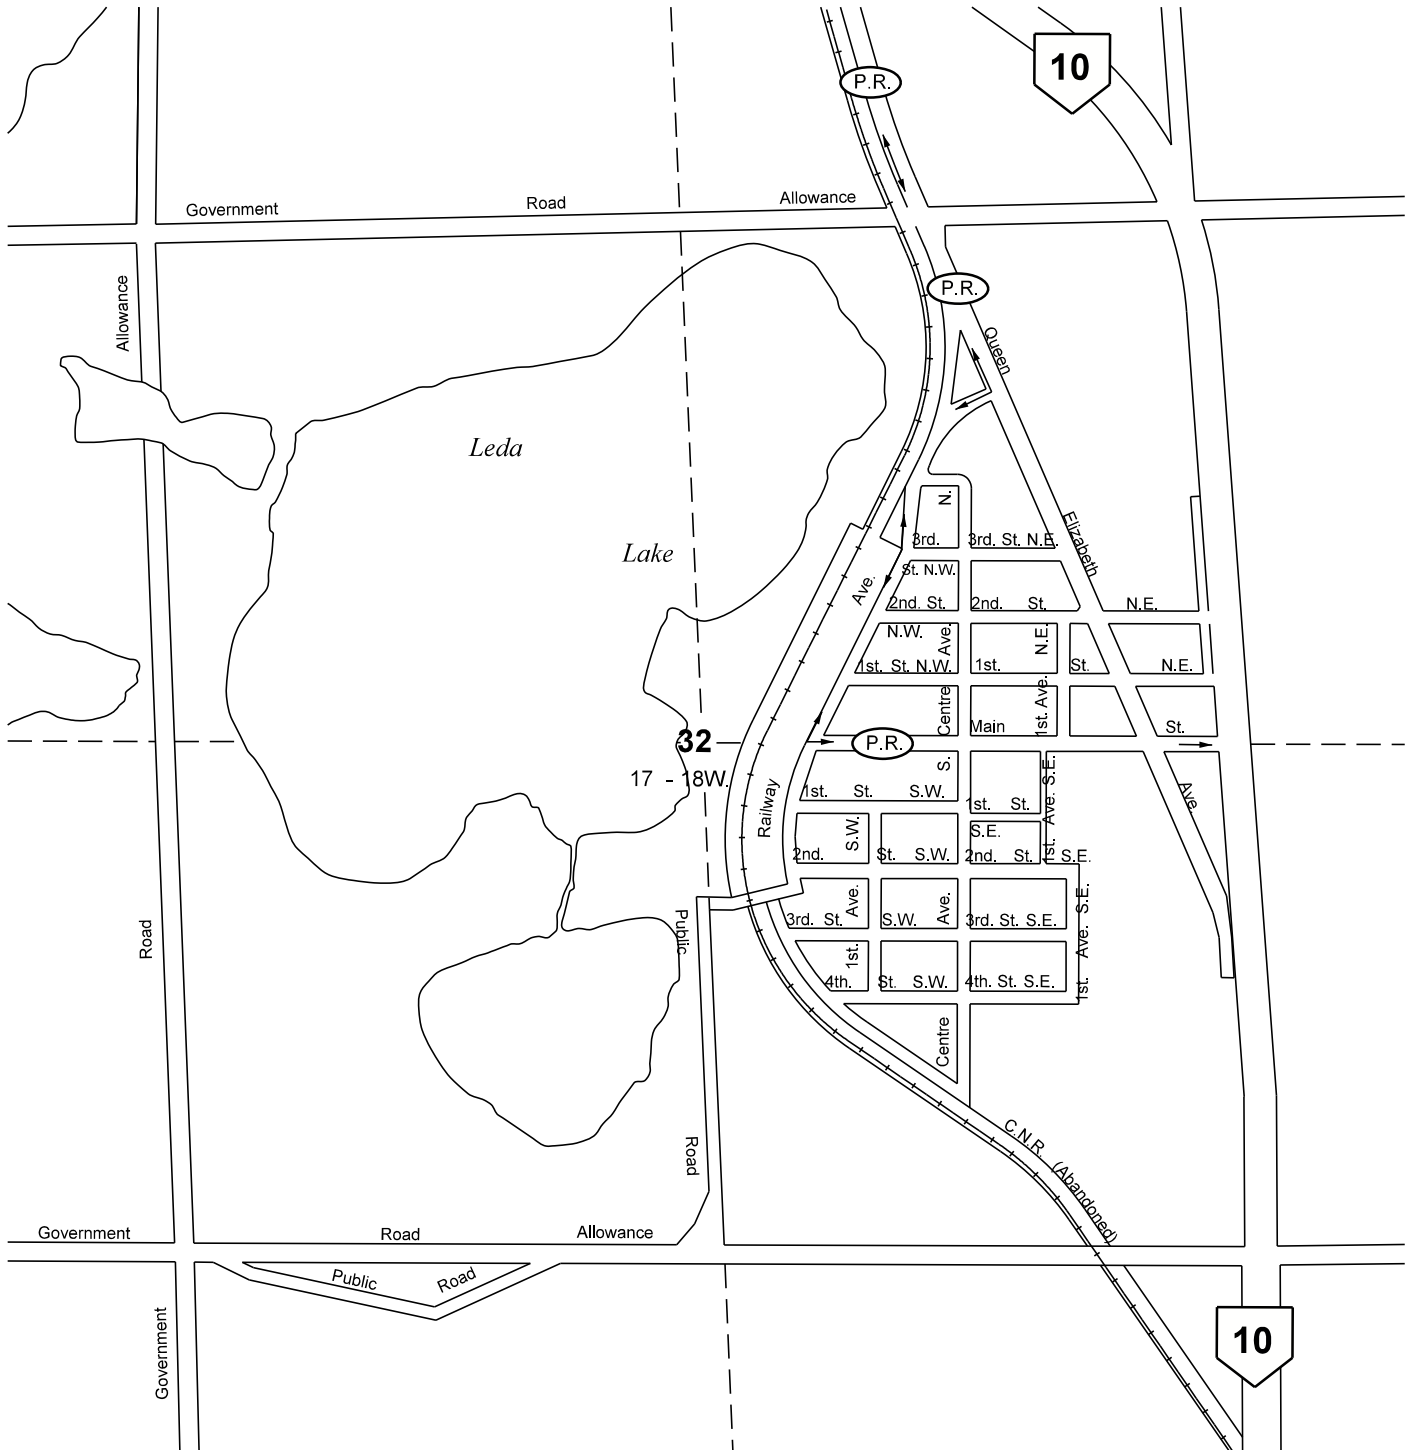 10
P.R.
Government Road Allowance
Allowance
P.R.
Queen
Leda
N.
Elizabeth
3rd. 3rd. St. N.E.
Lake
St. N.W.
Ave.
2nd. St. 2nd. St. N.E.
N.W. Ave. N.E.
1st. St. N.W. 1st. St. N.E.
Centre 1st. Ave.
Main St.
32 P.R.
17 - 18W.
S. S.E.
1st. St. S.W. 1st. St. Ave.
Ave.
Railway
S.W. S.E. 1st.
2nd. St. S.W. 2nd. St. S.E.
Ave. Ave. S.E.
3rd. St. S.W. 3rd. St. S.E.
Public
Road
Ave.
1st.
4th. St. S.W. 4th. St. S.E.
1st.
Centre
Road
C.N.R. (Abandoned)
Government Road Allowance
Public Road
Government
10